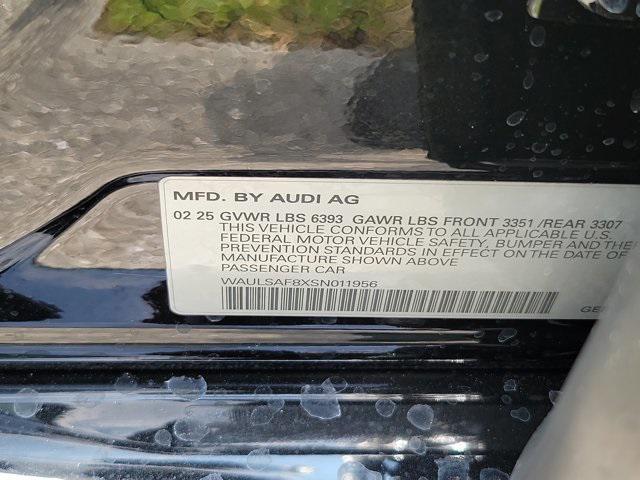 MFD. BY AUDI AG
02 25 GVWR LBS 6393 GAWR LBS FRONT 3351 /REAR 3307
THIS VEHICLE CONFORMS TO ALL APPLICABLE U.S.
FEDERAL MOTOR VEHICLE SAFETY, BUMPER AND THEFT
PREVENTION STANDARDS IN EFFECT ON THE DATE OF
MANUFACTURE SHOWN ABOVE
PASSENGER CAR
WAULSAF8XSN011956